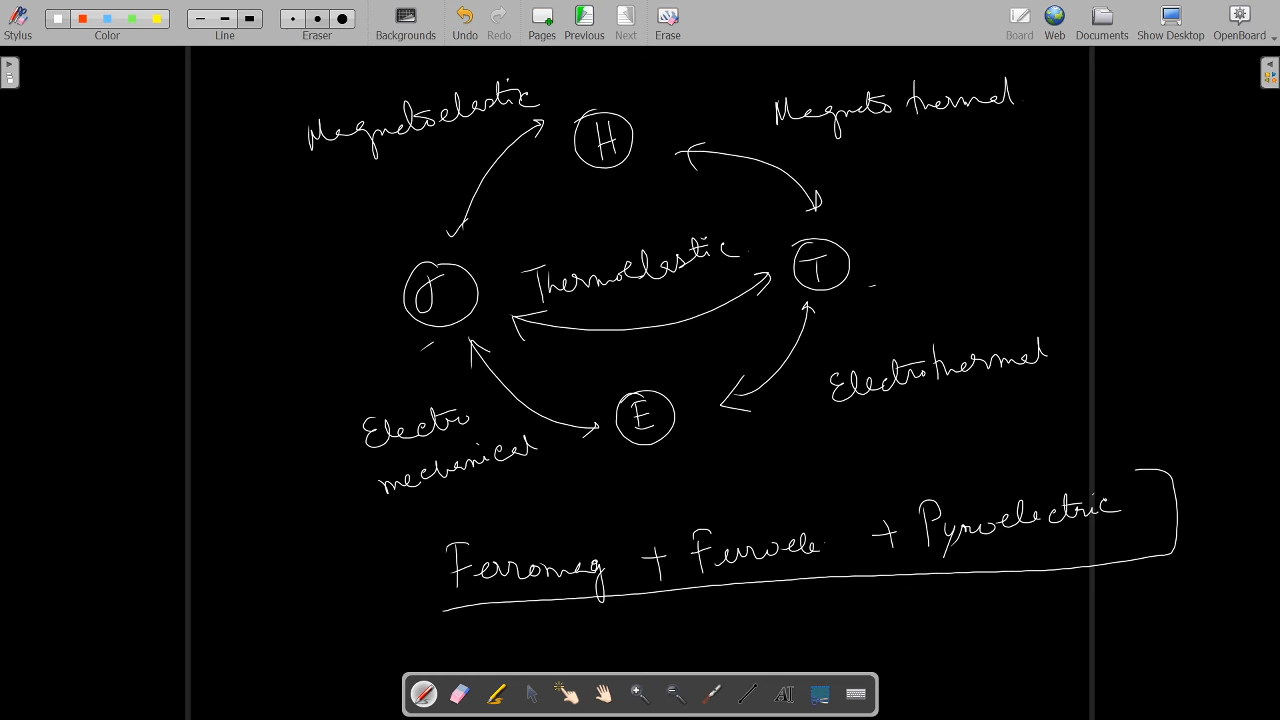 Stylus
Color
Line
Eraser
Backgrounds
Undo
Redo
Pages
Previous
Next
Erase
Board
Web
Documents
Show Desktop
OpenBoard
Magnetoelastic
H
Magneto thermal
Thermoelastic
T
E
Electrothermal
Electro
mechanical
Ferromag + Ferroele + Pyroelectric
AI